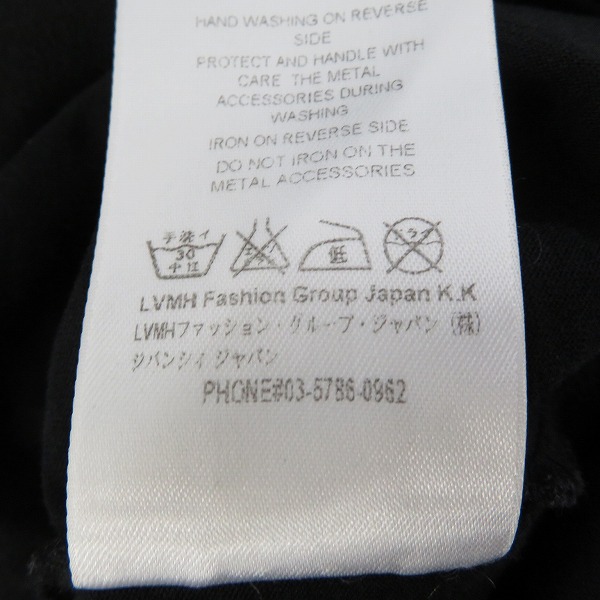 HAND WASHING ON REVERSE
SIDE
PROTECT AND HANDLE WITH
CARE THE METAL
ACCESSORIES DURING
WASHING
IRON ON REVERSE SIDE
DO NOT IRON ON THE
METAL ACCESSORIES
手洗イ
30
中性
低
ドライ
LVMH Fashion Group Japan K.K
LVMHファッション・グループ・ジャパン (株)
ジバンシィ ジャパン
PHONE#03-5786-0962